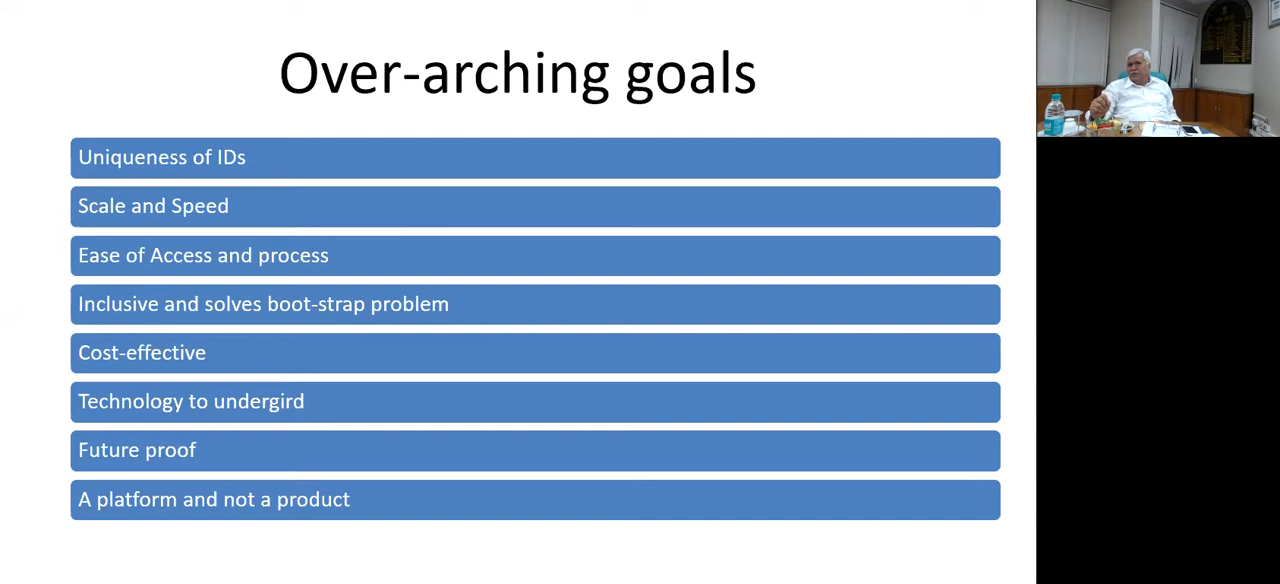 Over-arching goals
Uniqueness of IDs
Scale and Speed
Ease of Access and process
Inclusive and solves boot-strap problem
Cost-effective
Technology to undergird
Future proof
A platform and not a product